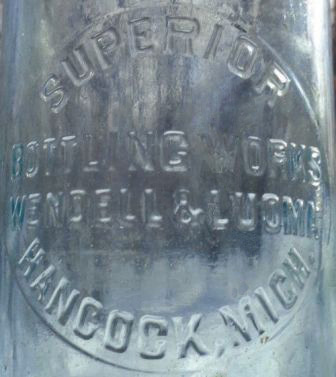 SUPERIOR
BOTTLING WORKS
WENDELL & LUOMA
HANCOCK, MICH.